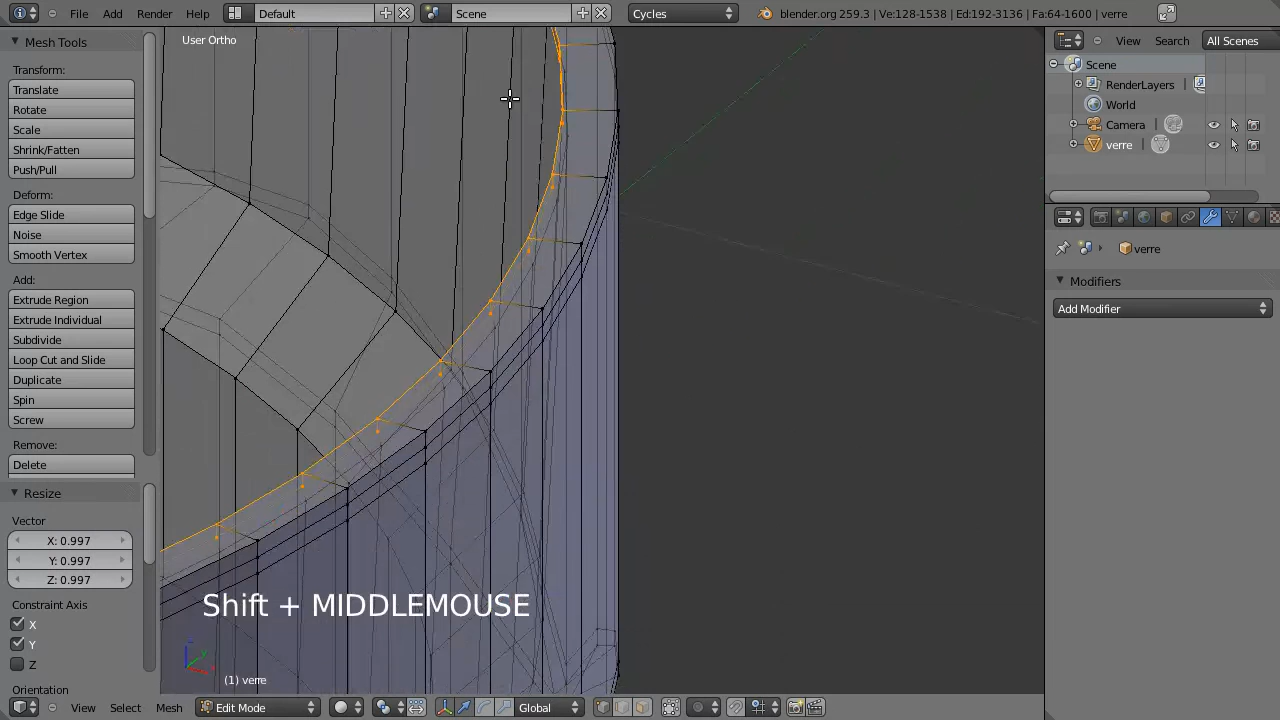 File Add Render Help Default Scene Cycles blender.org 259.3 | Ve:128-1538 | Ed:192-3136 | Fa:64-1600 | verre
Mesh Tools
Transform:
Translate
Rotate
Scale
Shrink/Fatten
Push/Pull
Deform:
Edge Slide
Noise
Smooth Vertex
Add:
Extrude Region
Extrude Individual
Subdivide
Loop Cut and Slide
Duplicate
Spin
Screw
Remove:
Delete
Resize
Vector
X: 0.997
Y: 0.997
Z: 0.997
Constraint Axis
X
Y
Z
Orientation
User Ortho
Shift + MIDDLEMOUSE
(1) verre
View Select Mesh Edit Mode Global
View Search All Scenes
Scene
RenderLayers
World
Camera
verre
verre
Modifiers
Add Modifier